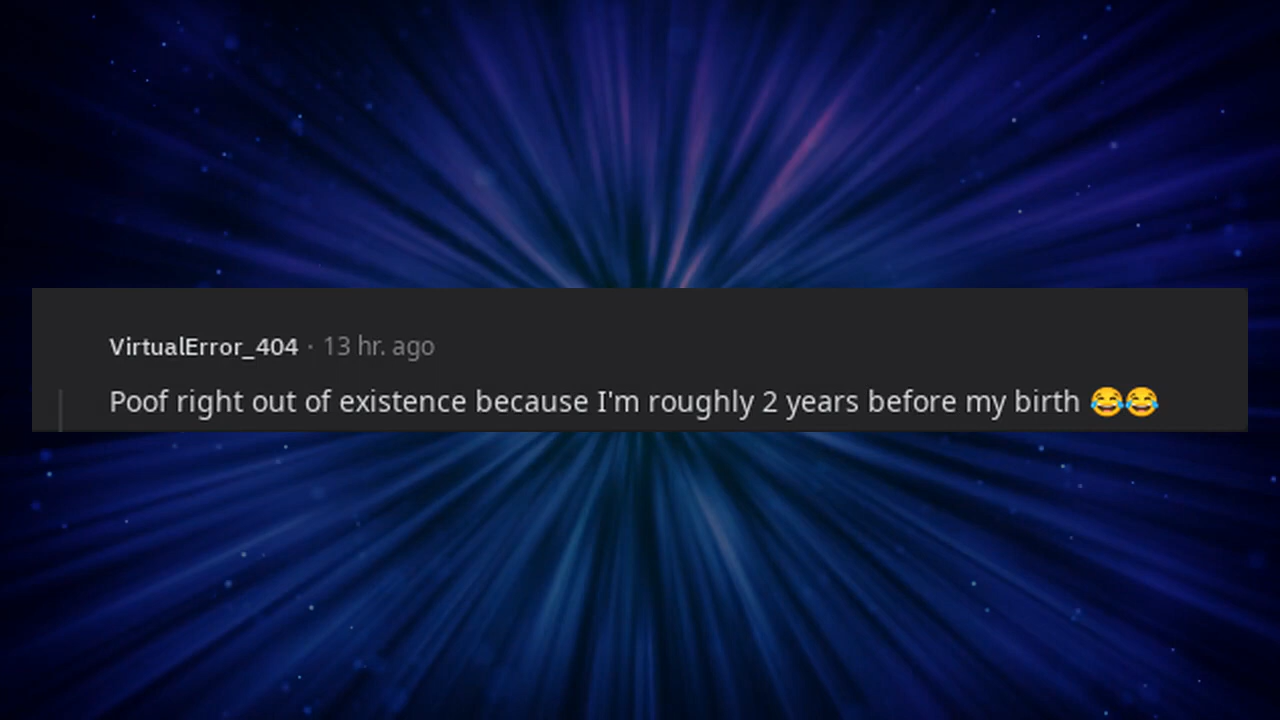 VirtualError_404 · 13 hr. ago
Poof right out of existence because I'm roughly 2 years before my birth 😂😂